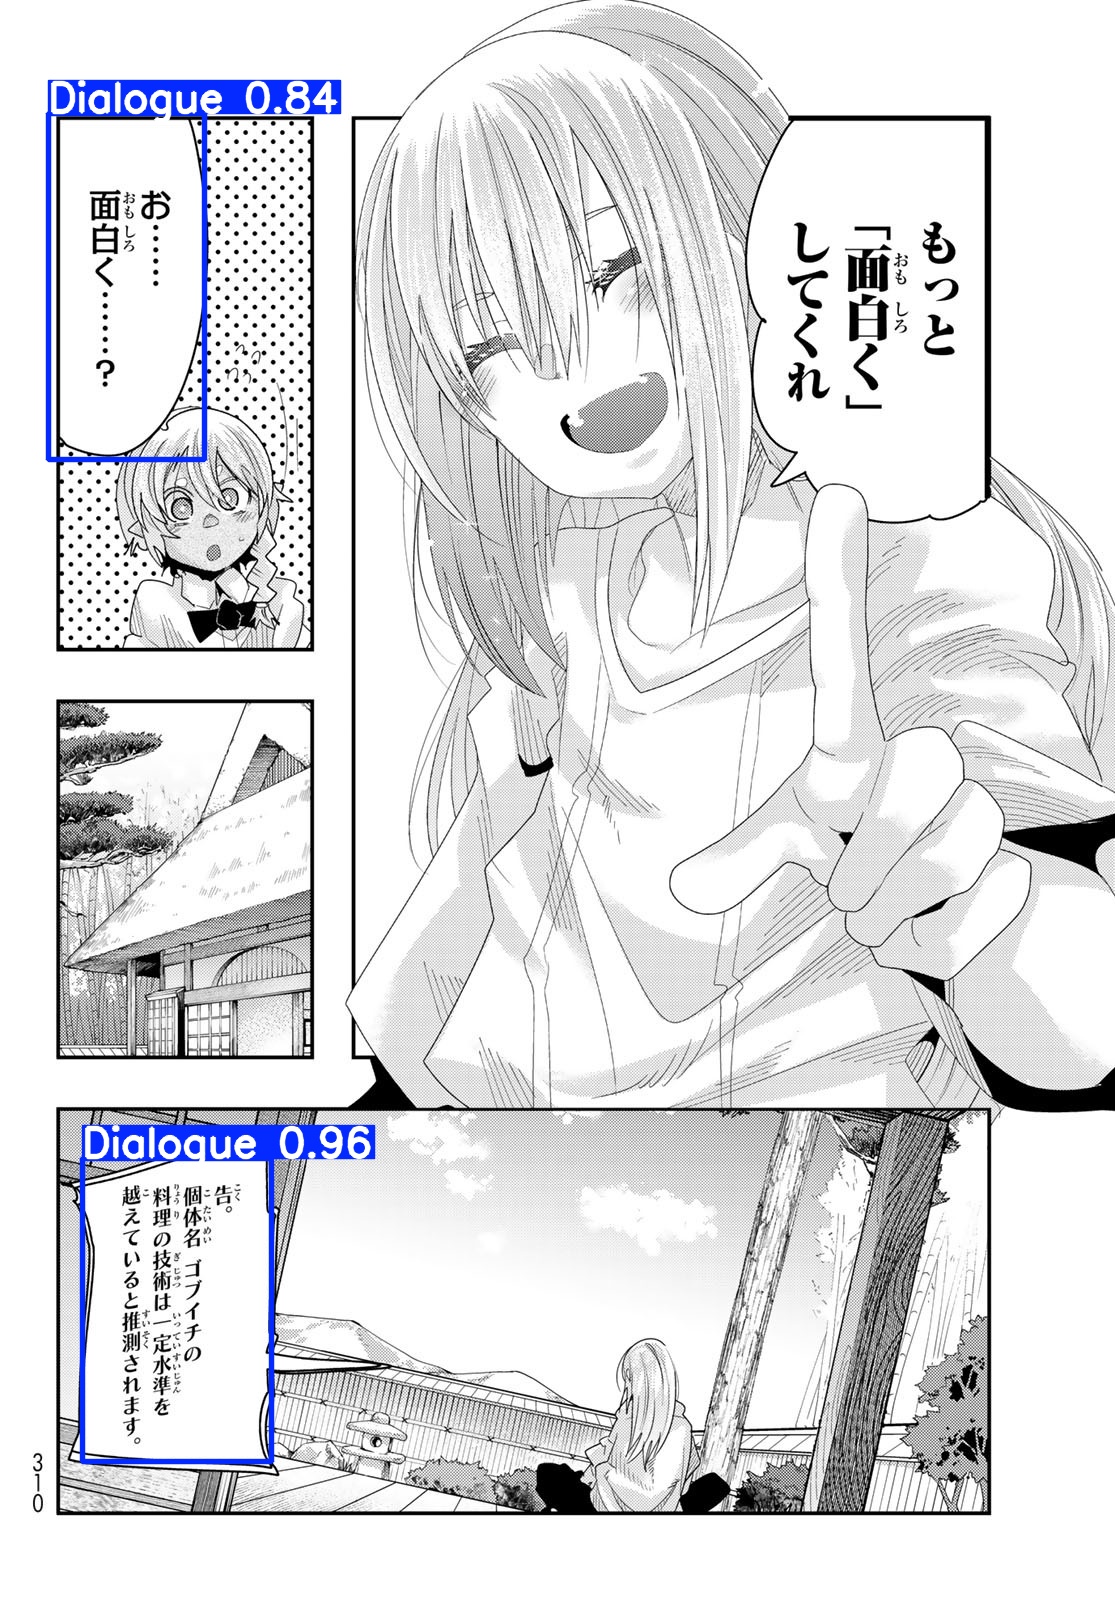 もっと
「面白く」
してくれ
Dialogue 0.84
お……
面白く………？
Dialogue 0.96
告。
個体名 ゴブイチの
料理の技術は一定水準を
越えていると推測されます。
310